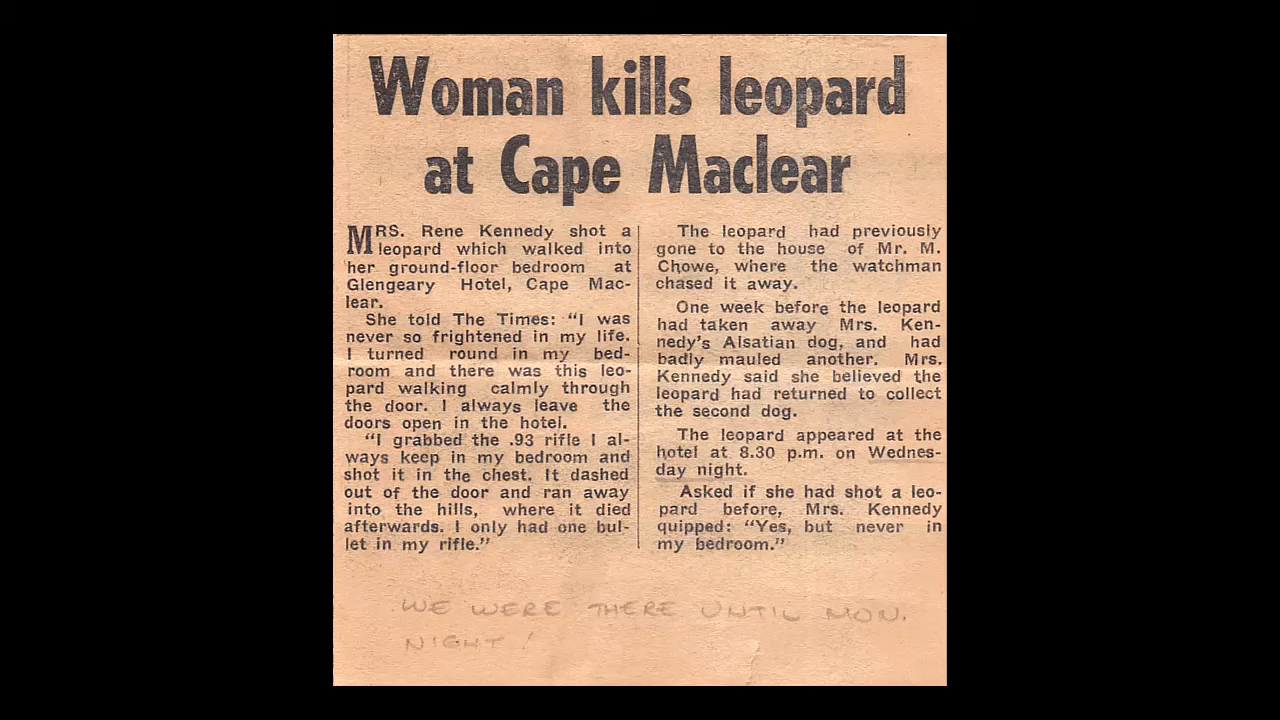 Woman kills leopard
at Cape Maclear
MRS. Rene Kennedy shot a
leopard which walked into
her ground-floor bedroom at
Glengeary Hotel, Cape Mac-
lear.
She told The Times: "I was
never so frightened in my life.
I turned round in my bed-
room and there was this leo-
pard walking calmly through
the door. I always leave the
doors open in the hotel.
"I grabbed the .93 rifle I al-
ways keep in my bedroom and
shot it in the chest. It dashed
out of the door and ran away
into the hills, where it died
afterwards. I only had one bul-
let in my rifle."
The leopard had previously
gone to the house of Mr. M.
Chowe, where the watchman
chased it away.
One week before the leopard
had taken away Mrs. Ken-
nedy's Alsatian dog, and had
badly mauled another. Mrs.
Kennedy said she believed the
leopard had returned to collect
the second dog.
The leopard appeared at the
hotel at 8.30 p.m. on Wednes-
day night.
Asked if she had shot a leo-
pard before, Mrs. Kennedy
quipped: "Yes, but never in
my bedroom."
WE WERE THERE UNTIL MON.
NIGHT!